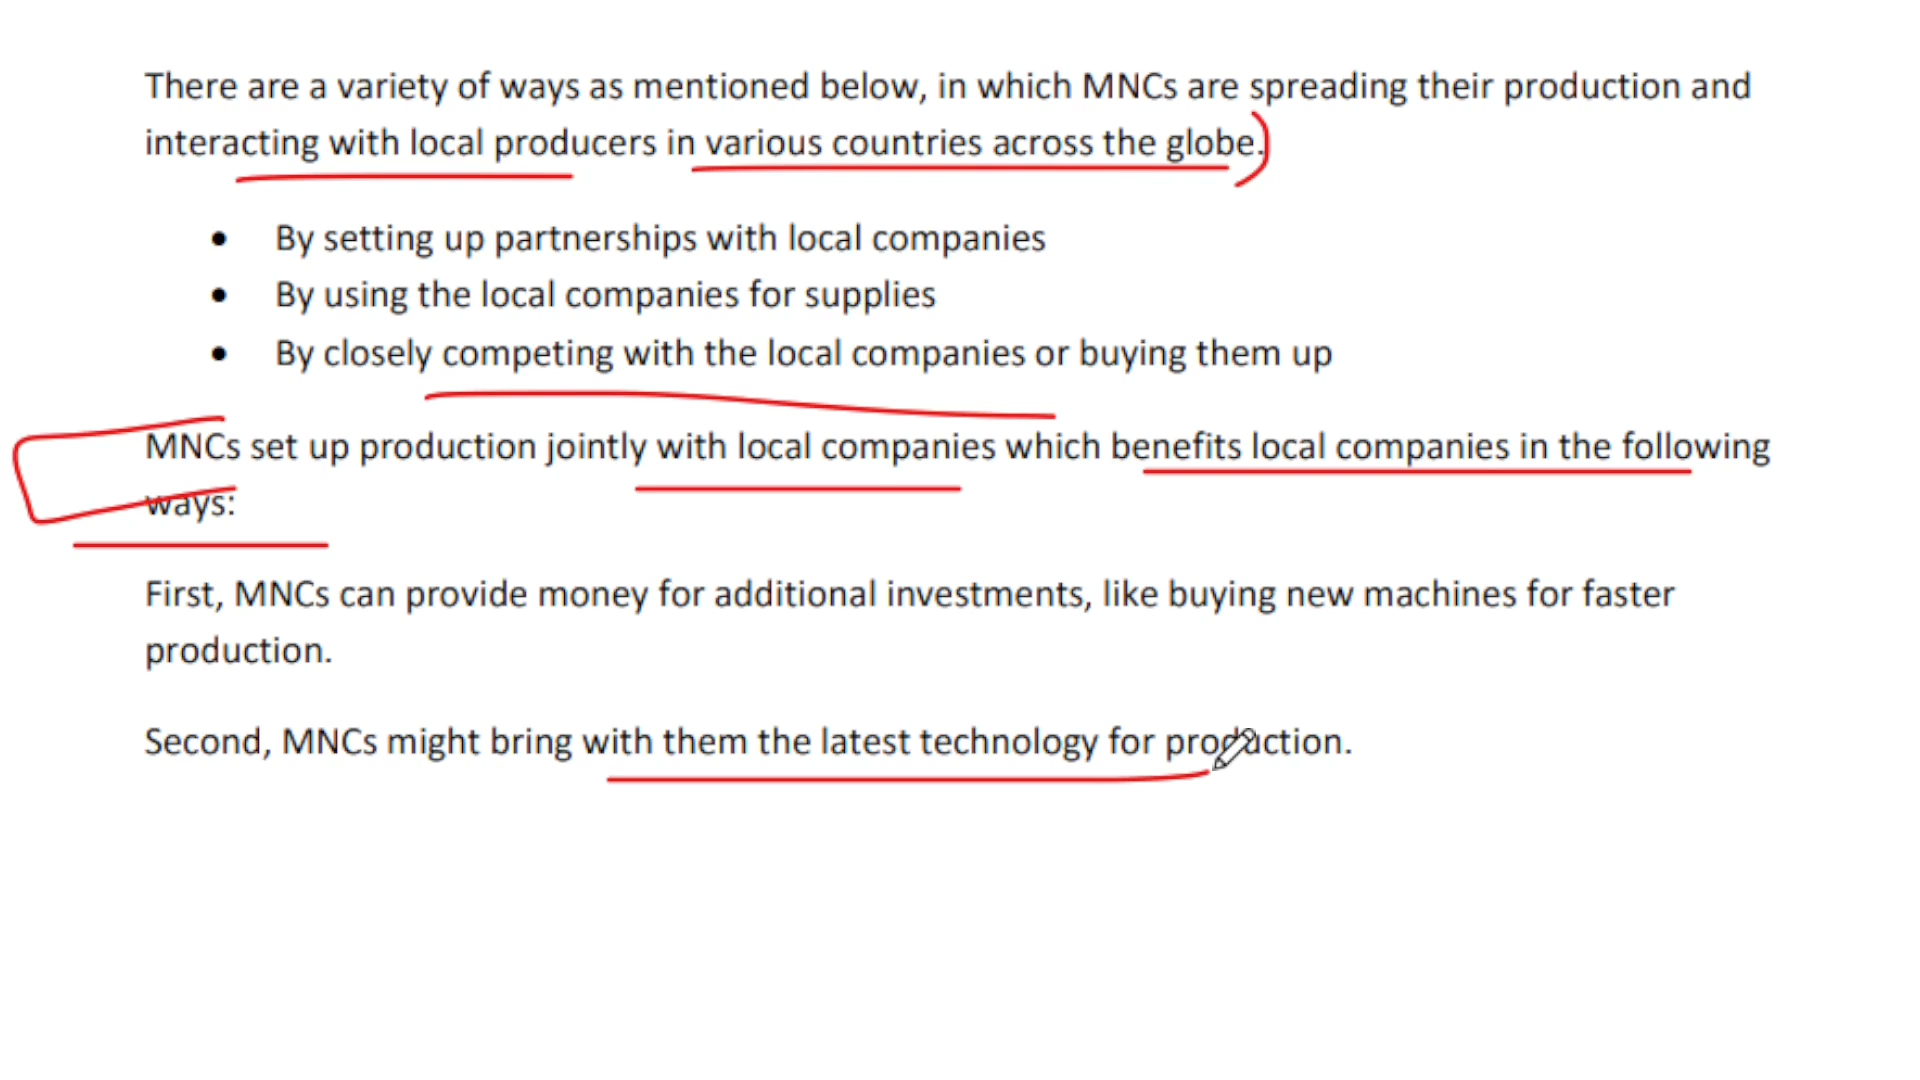 There are a variety of ways as mentioned below, in which MNCs are spreading their production and
interacting with local producers in various countries across the globe.
• By setting up partnerships with local companies
• By using the local companies for supplies
• By closely competing with the local companies or buying them up
MNCs set up production jointly with local companies which benefits local companies in the following
ways:
First, MNCs can provide money for additional investments, like buying new machines for faster
production.
Second, MNCs might bring with them the latest technology for production.